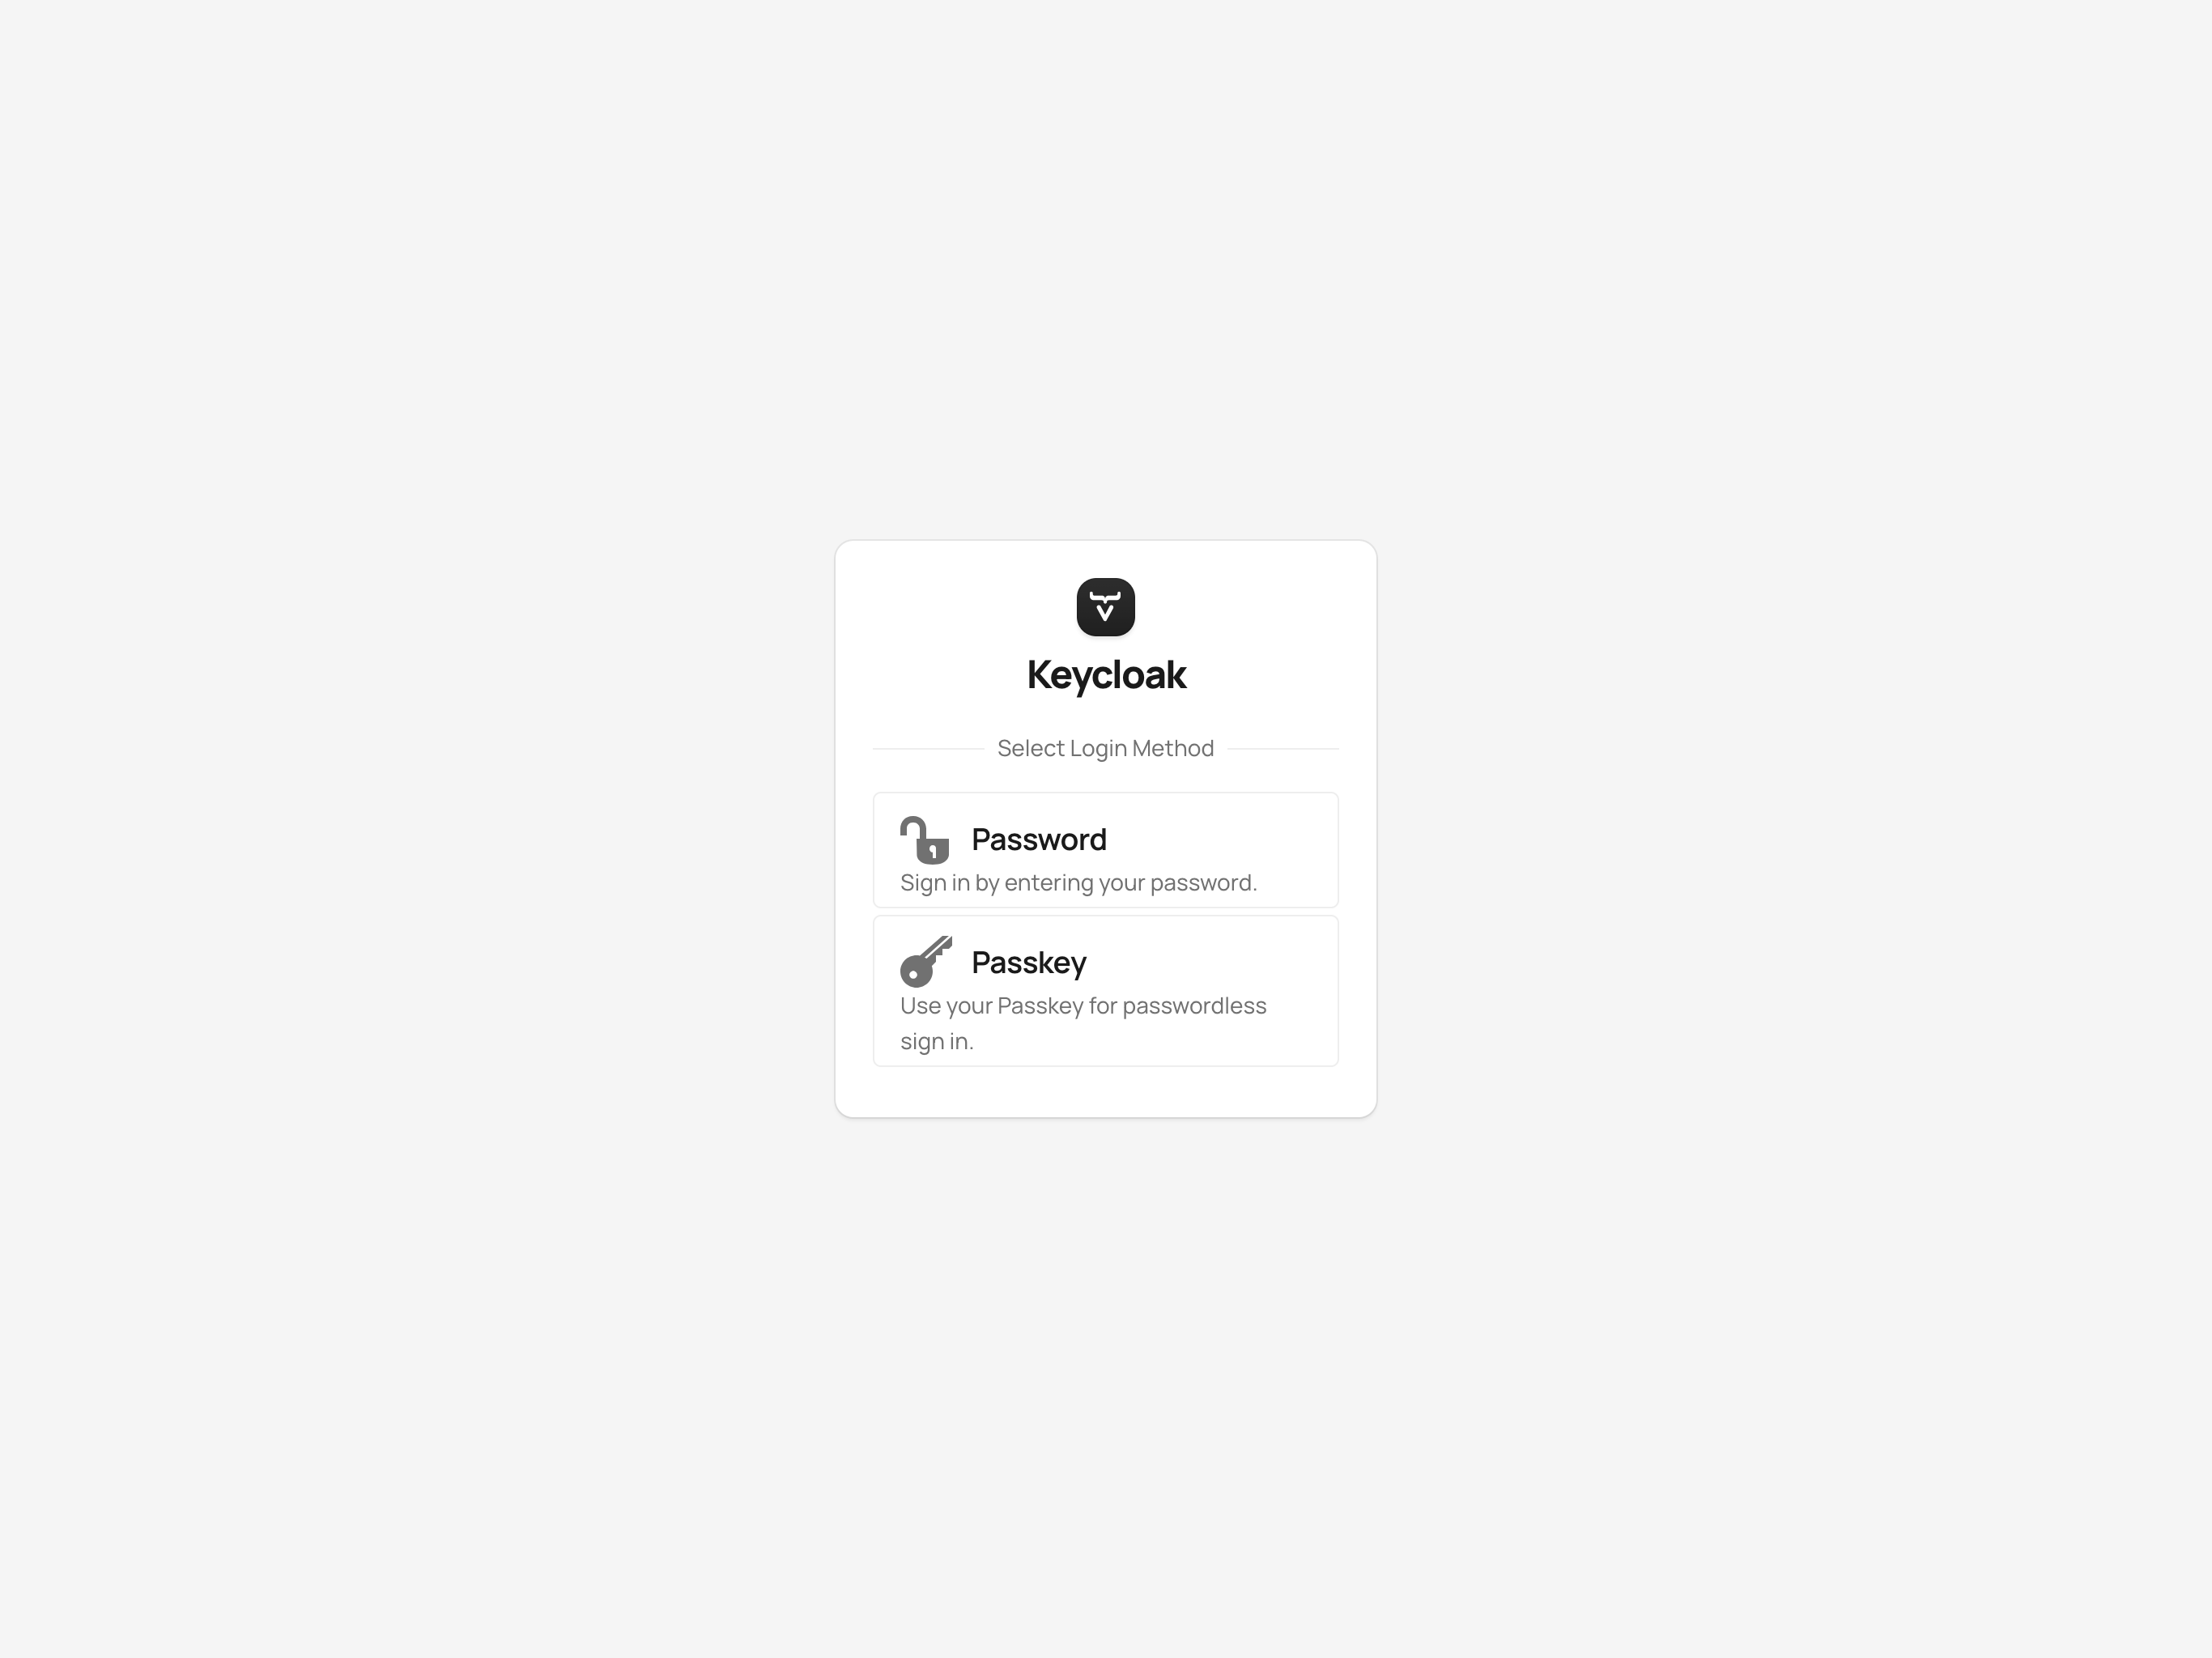 Keycloak
Select Login Method
Password
Sign in by entering your password.
Passkey
Use your Passkey for passwordless
sign in.